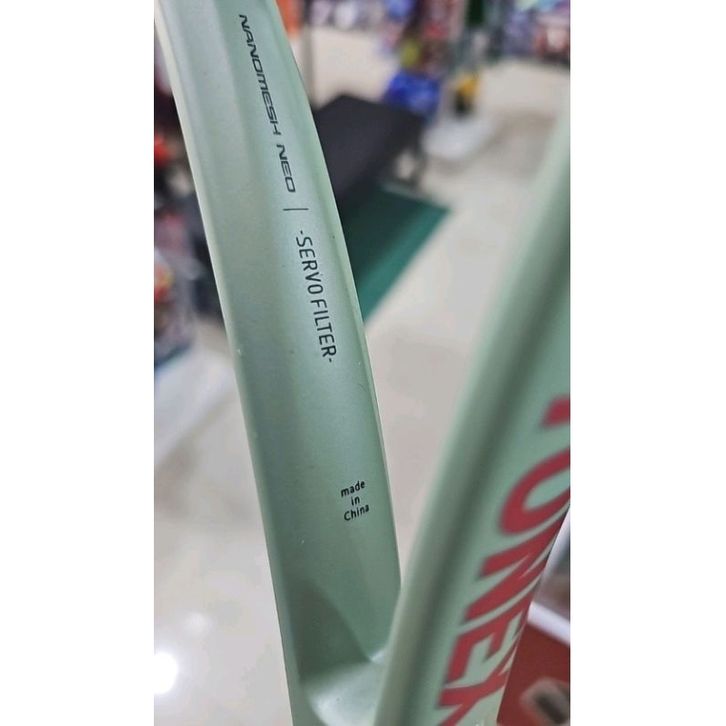 NANOMESH NEO | -SERVO FILTER-
made
in
China
YONEX